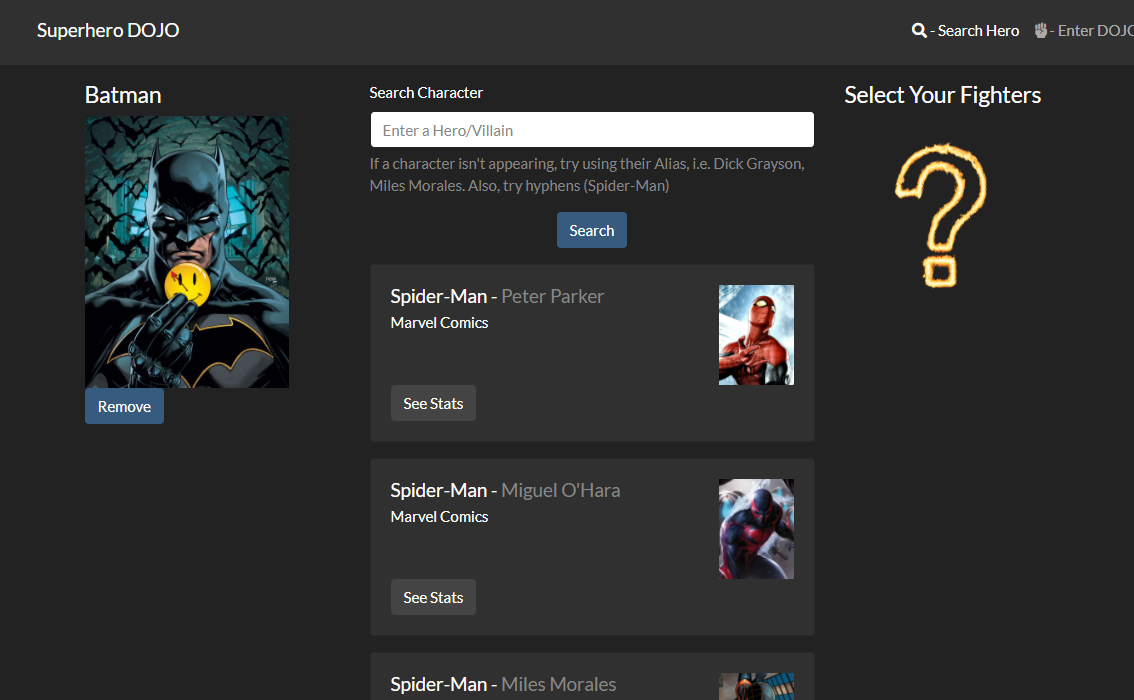 Superhero DOJO
- Search Hero
- Enter DOJO
Batman
Remove
Search Character
Enter a Hero/Villain
If a character isn't appearing, try using their Alias, i.e. Dick Grayson,
Miles Morales. Also, try hyphens (Spider-Man)
Search
Spider-Man - Peter Parker
Marvel Comics
See Stats
Spider-Man - Miguel O'Hara
Marvel Comics
See Stats
Spider-Man - Miles Morales
Select Your Fighters
?